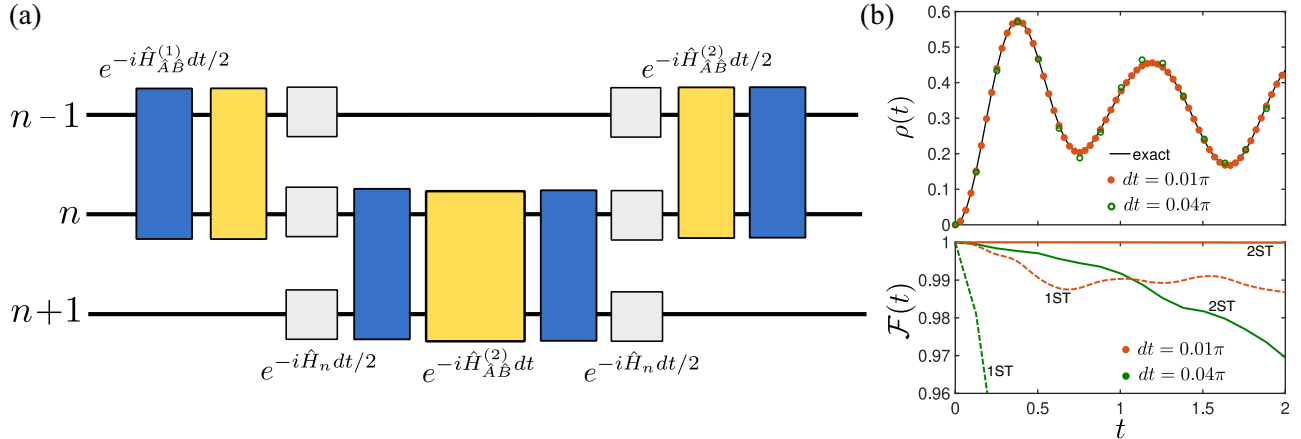 (a)
$e^{-i\hat{H}^{(1)}_{\hat{A}\hat{B}}dt/2}$
$e^{-i\hat{H}^{(2)}_{\hat{A}\hat{B}}dt/2}$
n - 1
n
n+1
$e^{-i\hat{H}_n dt/2}$
$e^{-i\hat{H}^{(2)}_{\hat{A}\hat{B}}dt}$
$e^{-i\hat{H}_n dt/2}$
(b)
0.6
0.5
0.4
0.3
0.2
0.1
0
ρ(t)
exact
dt = 0.01π
dt = 0.04π
1
0.99
0.98
0.97
0.96
$\mathcal{F}(t)$
2ST
1ST
2ST
1ST
dt = 0.01π
dt = 0.04π
0 0.5 1 1.5 2
t